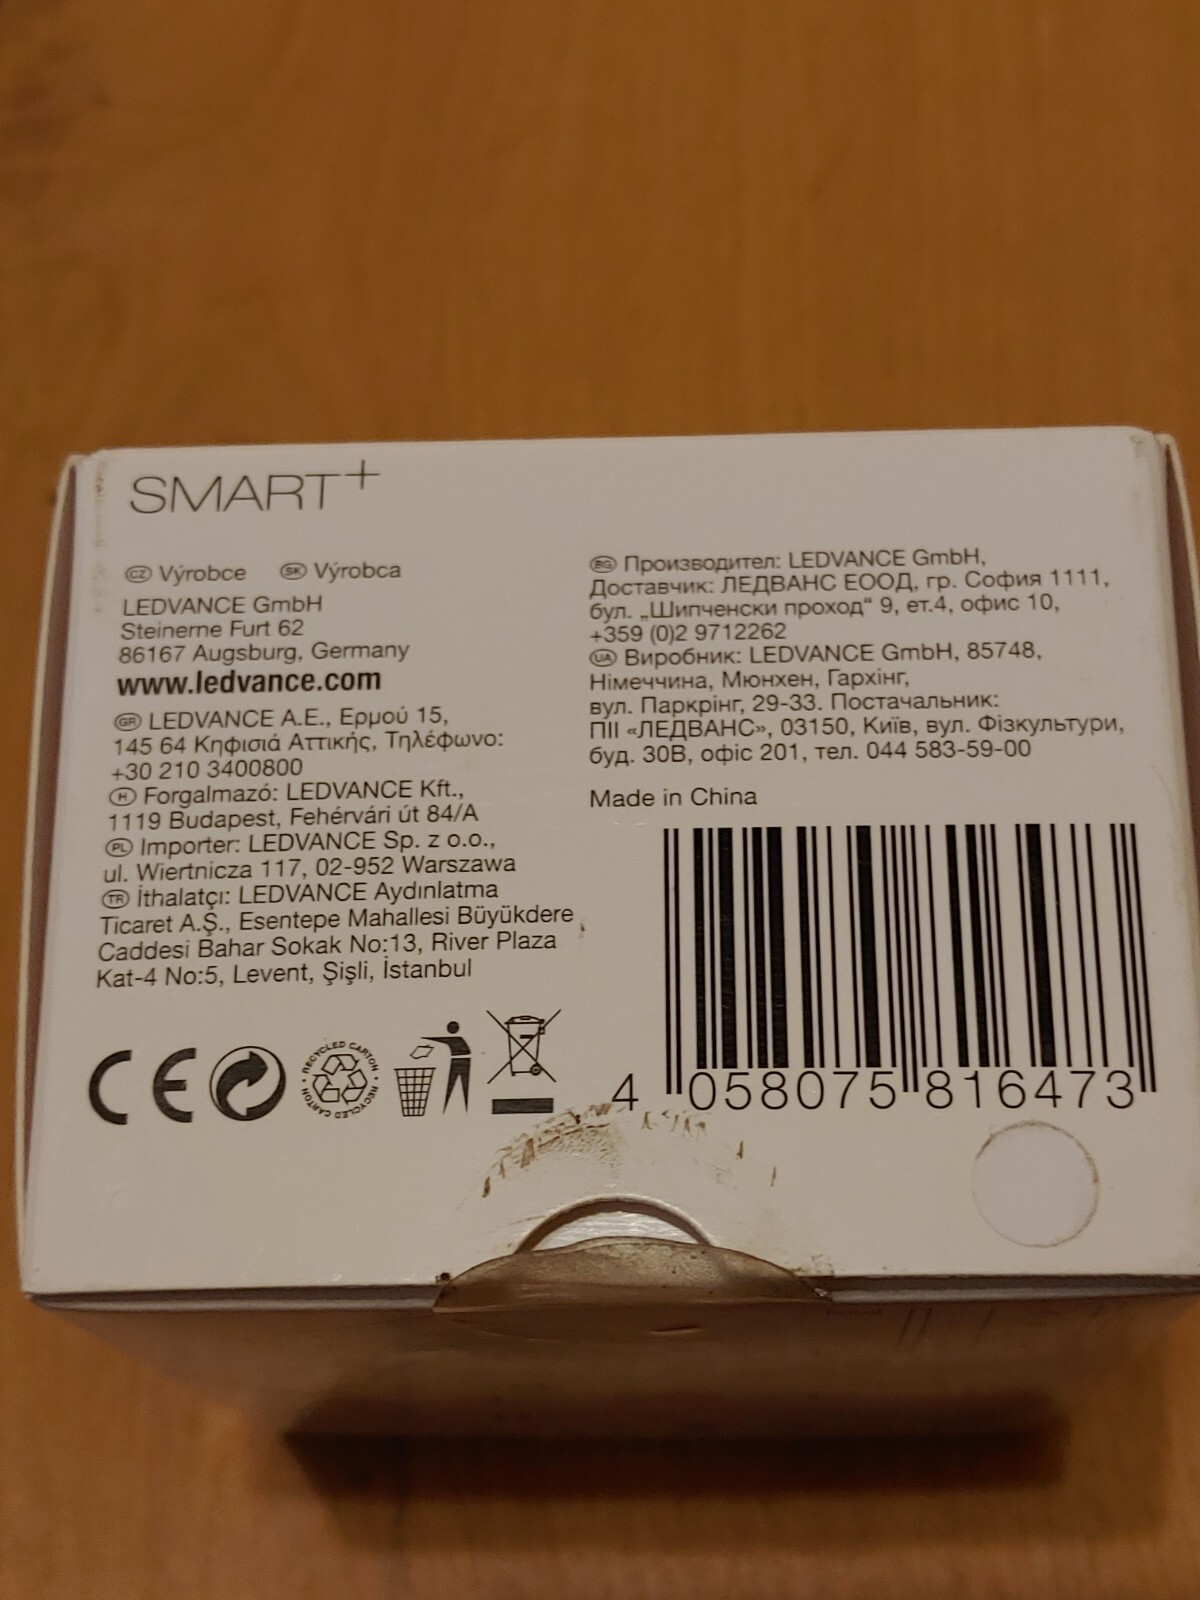 SMART+
CZ Výrobce SK Výrobca
LEDVANCE GmbH
Steinerne Furt 62
86167 Augsburg, Germany
www.ledvance.com
GR LEDVANCE A.E., Ερμού 15,
145 64 Κηφισιά Αττικής, Τηλέφωνο:
+30 210 3400800
H Forgalmazó: LEDVANCE Kft.,
1119 Budapest, Fehérvári út 84/A
PL Importer: LEDVANCE Sp. z o.o.,
ul. Wiertnicza 117, 02-952 Warszawa
TR İthalatçı: LEDVANCE Aydınlatma
Ticaret A.Ş., Esentepe Mahallesi Büyükdere
Caddesi Bahar Sokak No:13, River Plaza
Kat-4 No:5, Levent, Şişli, İstanbul
BG Производител: LEDVANCE GmbH,
Доставчик: ЛЕДВАНС ЕООД, гр. София 1111,
бул. „Шипченски проход“ 9, ет.4, офис 10,
+359 (0)2 9712262
UA Виробник: LEDVANCE GmbH, 85748,
Німеччина, Мюнхен, Гархінг,
вул. Паркрінг, 29-33. Постачальник:
ПІІ «ЛЕДВАНС», 03150, Київ, вул. Фізкультури,
буд. 30В, офіс 201, тел. 044 583-59-00
Made in China
CE
RECYCLED CARTON • RECYCLED CARTON •
4 058075 816473